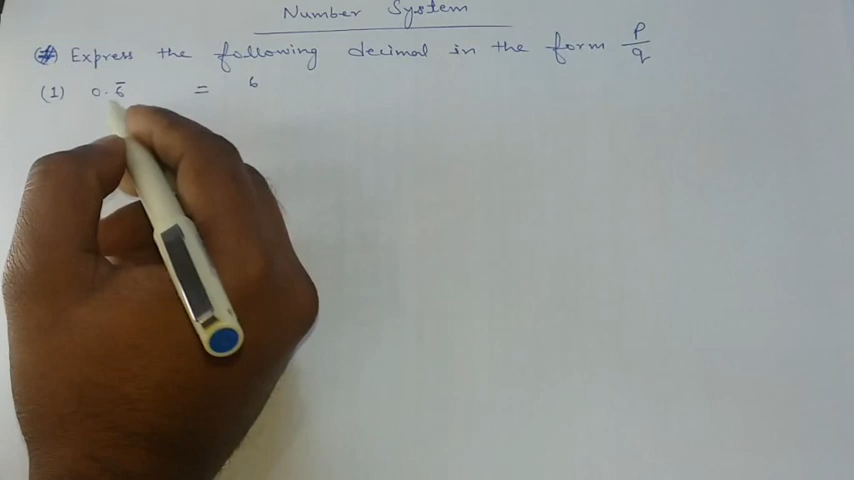 Number System
(#) Express the following decimal in the form P/q
(1) 0.6̅ = 6